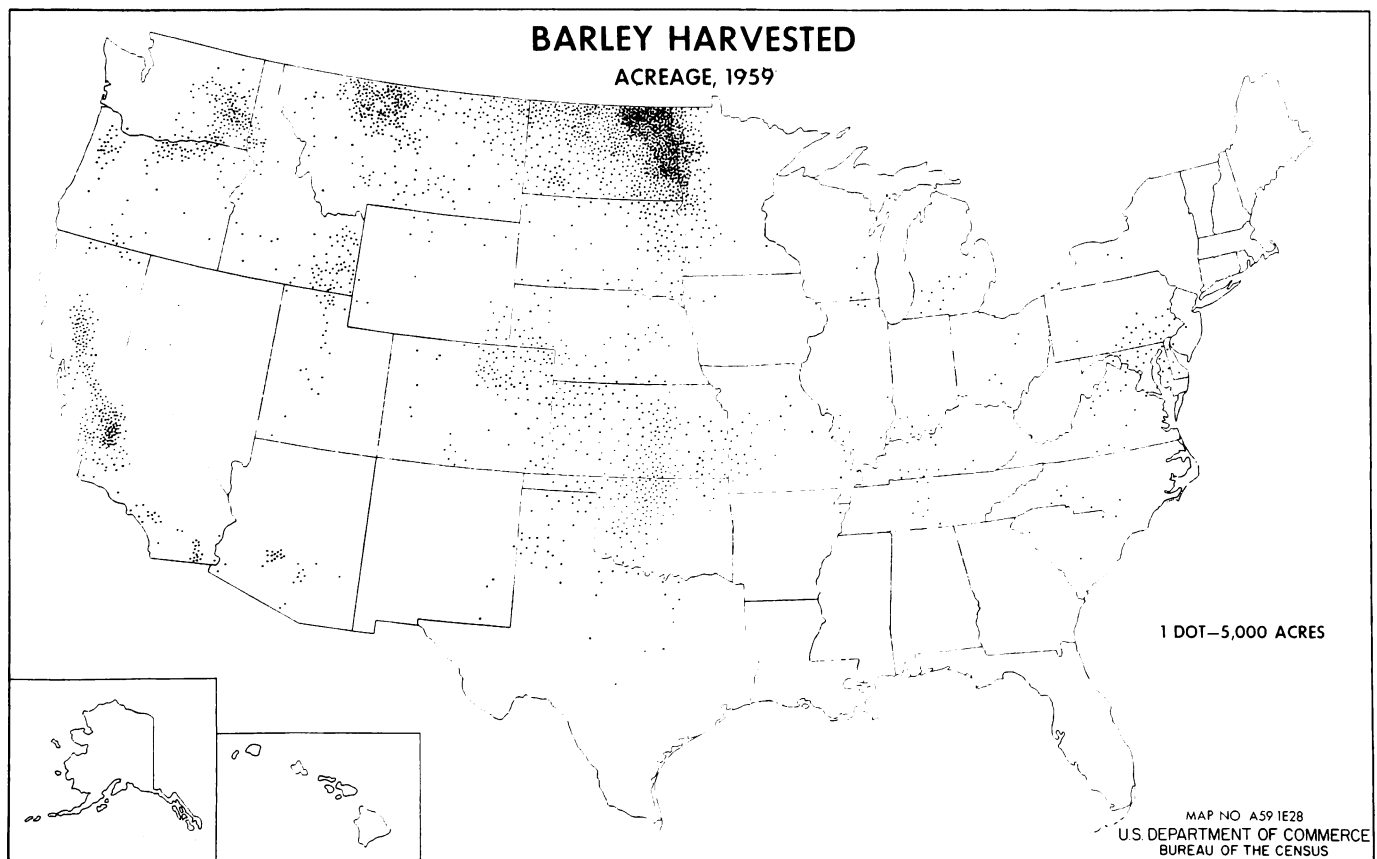 BARLEY HARVESTED
ACREAGE, 1959
1 DOT—5,000 ACRES
MAP NO A59 1E28
U.S. DEPARTMENT OF COMMERCE
BUREAU OF THE CENSUS